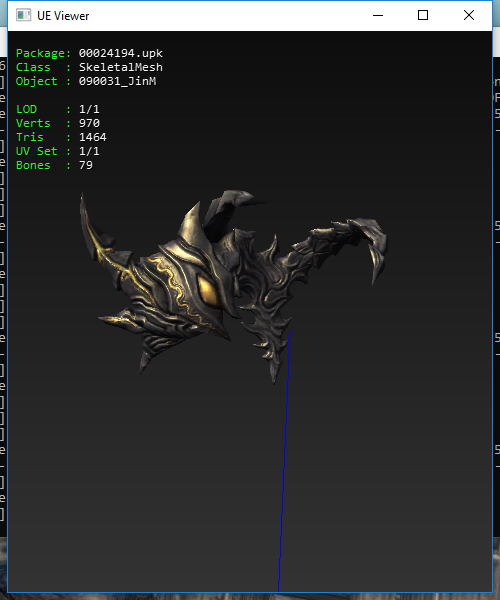 UE Viewer
Package: 00024194.upk
Class : SkeletalMesh
Object : 090031_JinM
LOD : 1/1
Verts : 970
Tris : 1464
UV Set : 1/1
Bones : 79